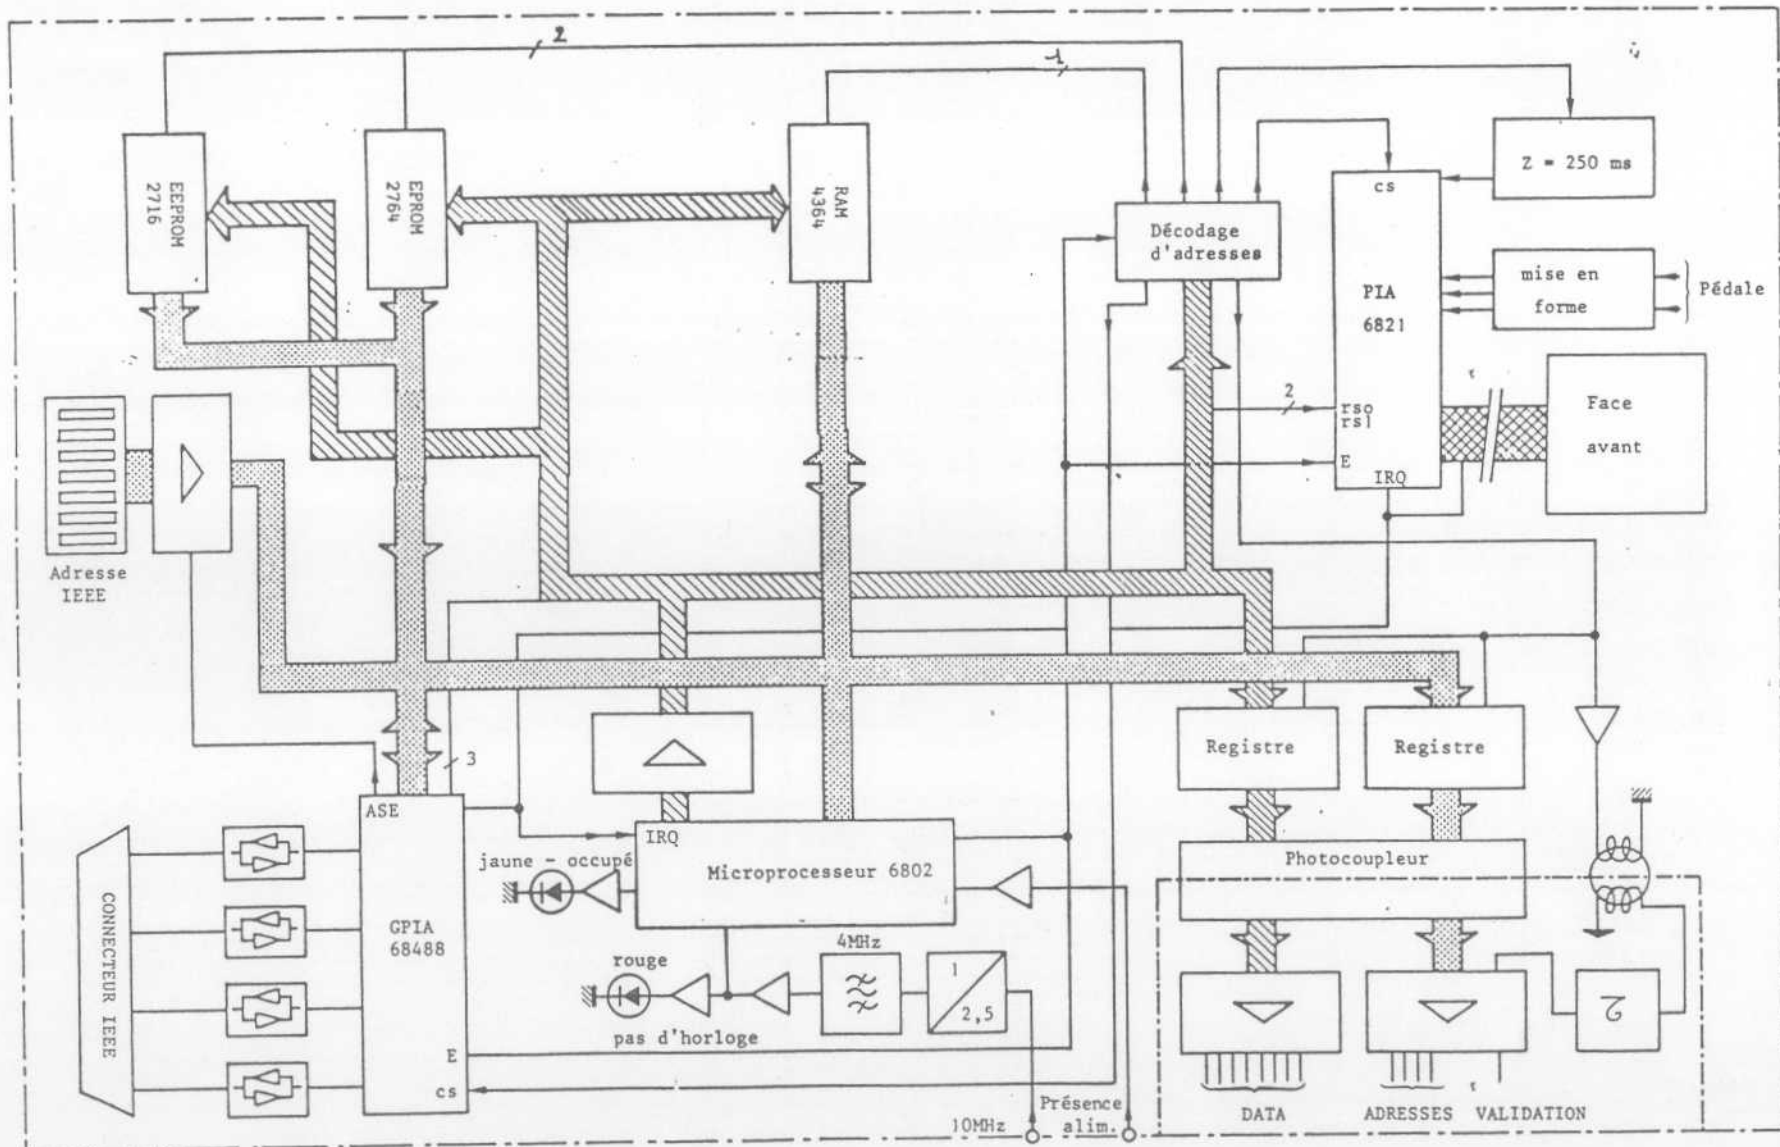 2
1
EEPROM
2716
EPROM
2764
RAM
4364
Décodage
d'adresses
cs
PIA
6821
rso
rs1
E
IRQ
2
Z = 250 ms
mise en
forme
Pédale
Face
avant
Adresse
IEEE
3
ASE
GPIA
68488
E
cs
CONNECTEUR IEEE
IRQ
Microprocesseur 6802
jaune - occupé
rouge
pas d'horloge
4MHz
1
2,5
10MHz
Présence
alim.
Registre
Registre
Photocoupleur
DATA
ADRESSES
VALIDATION